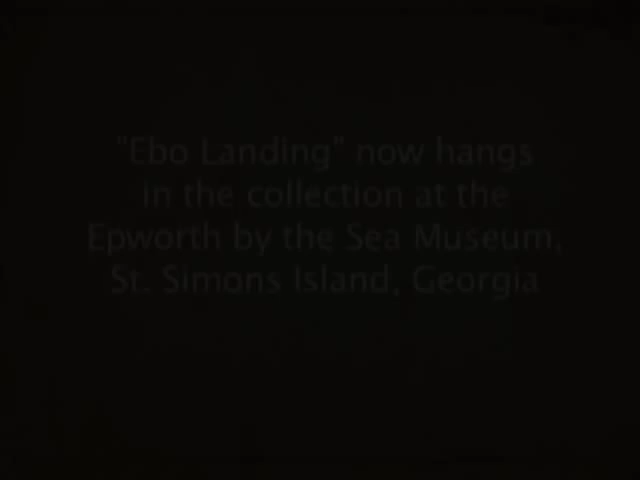 "Ebo Landing" now hangs
in the collection at the
Epworth by the Sea Museum,
St. Simons Island, Georgia